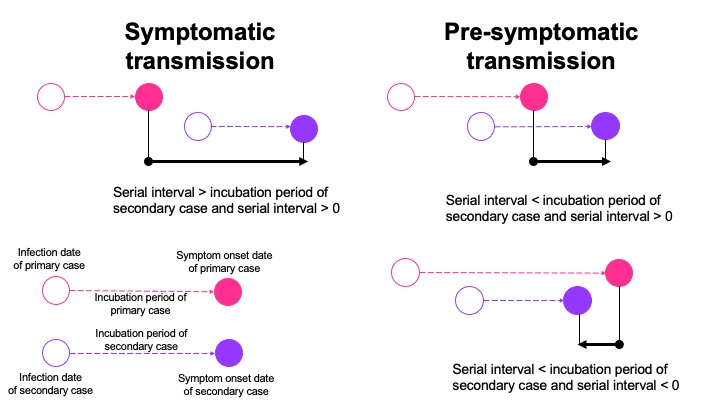 Symptomatic
transmission
Pre-symptomatic
transmission
Serial interval > incubation period of
secondary case and serial interval > 0
Serial interval < incubation period of
secondary case and serial interval > 0
Infection date
of primary case
Symptom onset date
of primary case
Incubation period of
primary case
Incubation period of
secondary case
Infection date
of secondary case
Symptom onset date
of secondary case
Serial interval < incubation period of
secondary case and serial interval < 0